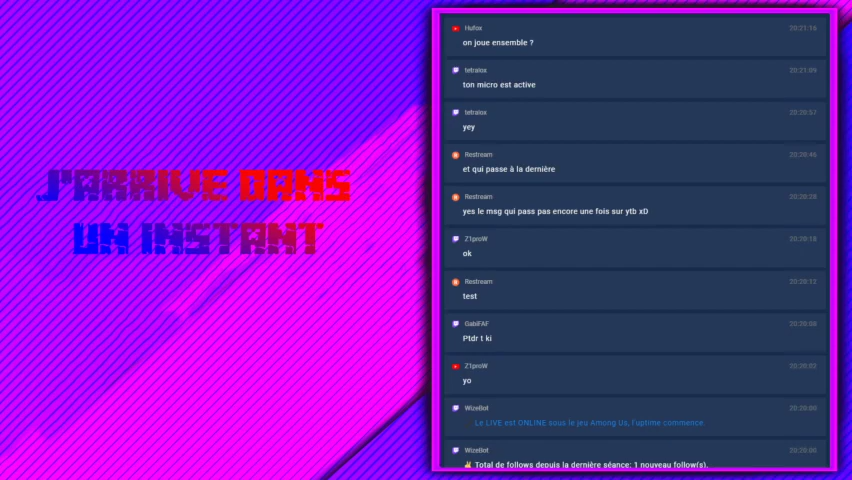 J'ARRIVE DANS
UN INSTANT
Hufox 20:21:16
on joue ensemble ?
tetralox 20:21:09
ton micro est active
tetralox 20:20:57
yey
Restream 20:20:46
et qui passe à la dernière
Restream 20:20:28
yes le msg qui pass pas encore une fois sur ytb xD
Z1proW 20:20:18
ok
Restream 20:20:12
test
GabiFAF 20:20:08
Ptdr t ki
Z1proW 20:20:02
yo
WizeBot 20:20:00
Le LIVE est ONLINE sous le jeu Among Us, l'uptime commence.
WizeBot 20:20:00
Total de follows depuis la dernière séance: 1 nouveau follow(s).